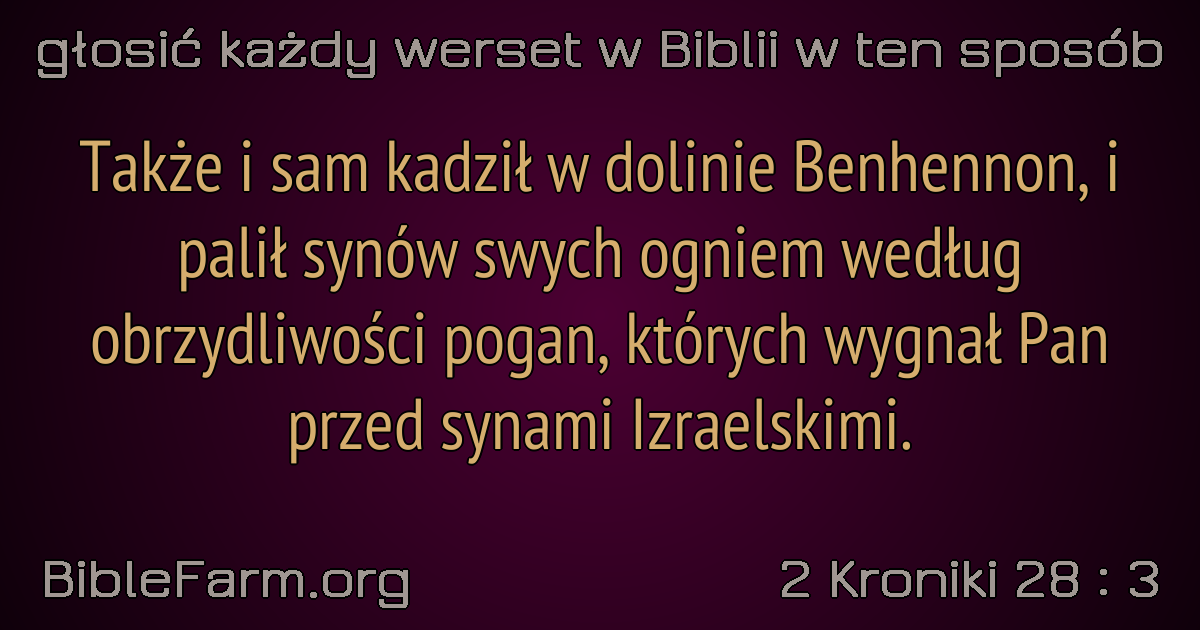 głosić każdy werset w Biblii w ten sposób
Także i sam kadził w dolinie Benhennon, i
palił synów swych ogniem według
obrzydliwości pogan, których wygnał Pan
przed synami Izraelskimi.
BibleFarm.org
2 Kroniki 28 : 3